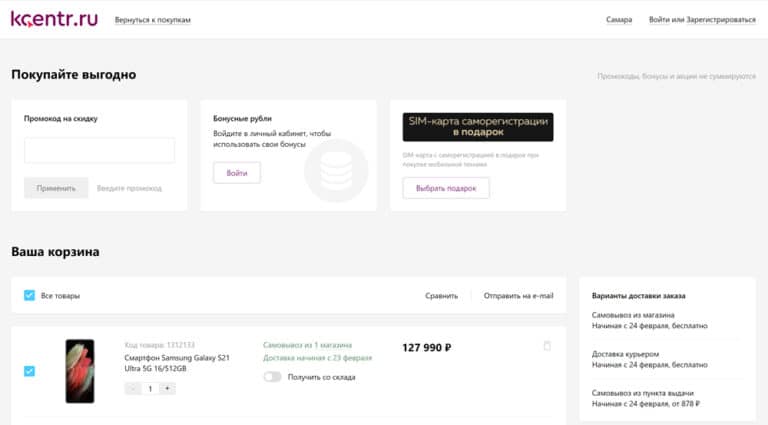 kcentr.ru
Вернуться к покупкам
Самара
Войти или Зарегистрироваться
Покупайте выгодно
Промокоды, бонусы и акции не суммируются
Промокод на скидку
Применить
Введите промокод
Бонусные рубли
Войдите в личный кабинет, чтобы
использовать свои бонусы
Войти
SIM-карта саморегистрации
в подарок
SIM-карта с саморегистрацией в подарок при
покупке мобильной техники
Выбрать подарок
Ваша корзина
Все товары
Сравнить
Отправить на e-mail
Код товара: 1312133
Смартфон Samsung Galaxy S21
Ultra 5G 16/512GB
- 1 +
Самовывоз из 1 магазина
Доставка начиная с 23 февраля
Получить со склада
127 990 ₽
Варианты доставки заказа
Самовывоз из магазина
Начиная с 24 февраля, бесплатно
Доставка курьером
Начиная с 24 февраля, бесплатно
Самовывоз из пункта выдачи
Начиная с 24 февраля, от 878 ₽